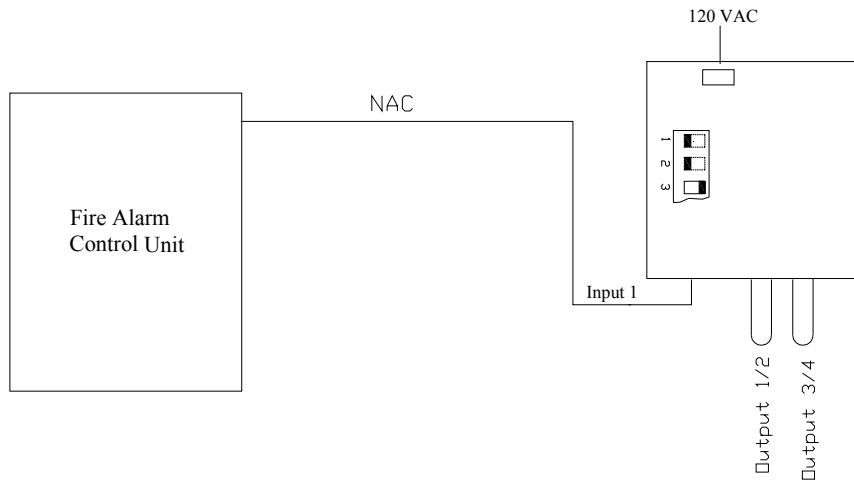 120 VAC
NAC
1
2
3
Fire Alarm
Control Unit
Input 1
Output 1/2
Output 3/4